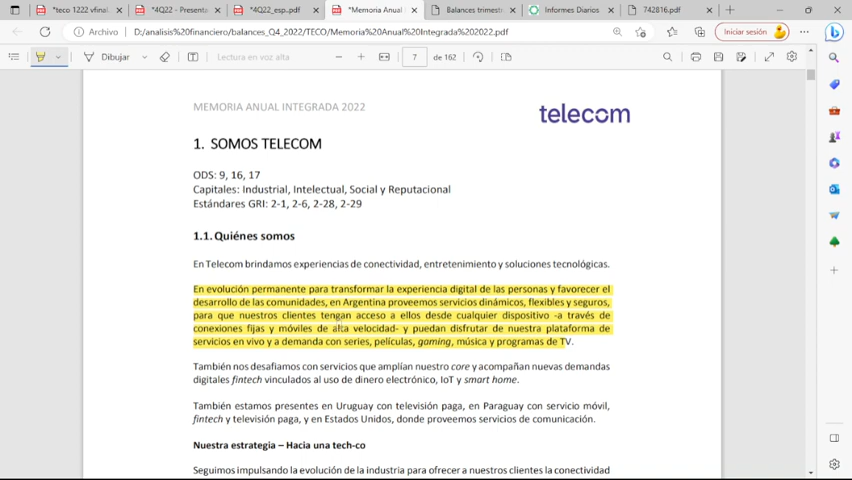 *teco 1222 vfina
*4Q22 - Presenta
*4Q22_esp..pdf
*Memoria Anual
Balances trimestr
Informes Diarios
742816.pdf
Archivo
D:/analisis%20financiero/balances_Q4_2022/TECO/Memoria%20Anual%20Integrada%202022.pdf
Iniciar sesión
Dibujar
Lectura en voz alta
7
de 162
MEMORIA ANUAL INTEGRADA 2022
telecom
1. SOMOS TELECOM
ODS: 9, 16, 17
Capitales: Industrial, Intelectual, Social y Reputacional
Estándares GRI: 2-1, 2-6, 2-28, 2-29
1.1. Quiénes somos
En Telecom brindamos experiencias de conectividad, entretenimiento y soluciones tecnológicas.
En evolución permanente para transformar la experiencia digital de las personas y favorecer el
desarrollo de las comunidades, en Argentina proveemos servicios dinámicos, flexibles y seguros,
para que nuestros clientes tengan acceso a ellos desde cualquier dispositivo -a través de
conexiones fijas y móviles de alta velocidad- y puedan disfrutar de nuestra plataforma de
servicios en vivo y a demanda con series, películas, gaming, música y programas de TV.
También nos desafiamos con servicios que amplían nuestro core y acompañan nuevas demandas
digitales fintech vinculados al uso de dinero electrónico, IoT y smart home.
También estamos presentes en Uruguay con televisión paga, en Paraguay con servicio móvil,
fintech y televisión paga, y en Estados Unidos, donde proveemos servicios de comunicación.
Nuestra estrategia – Hacia una tech-co
Seguimos impulsando la evolución de la industria para ofrecer a nuestros clientes la conectividad